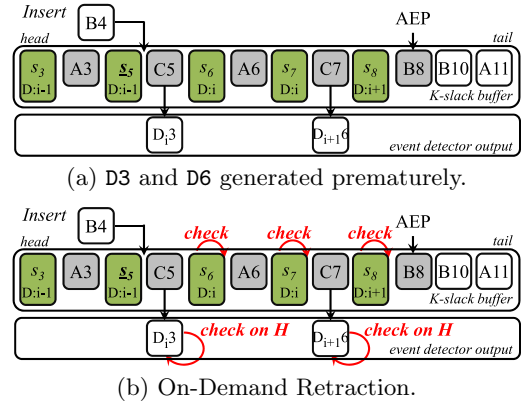 Insert B4 AEP
head tail
s3 A3 s5 C5 s6 A6 s7 C7 s8 B8 B10 A11
D:i-1 D:i-1 D:i D:i D:i+1
K-slack buffer
Di3 Di+16
event detector output
(a) D3 and D6 generated prematurely.
Insert B4 check check check AEP
head tail
s3 A3 s5 C5 s6 A6 s7 C7 s8 B8 B10 A11
D:i-1 D:i-1 D:i D:i D:i+1
K-slack buffer
Di3 check on H Di+16 check on H
event detector output
(b) On-Demand Retraction.